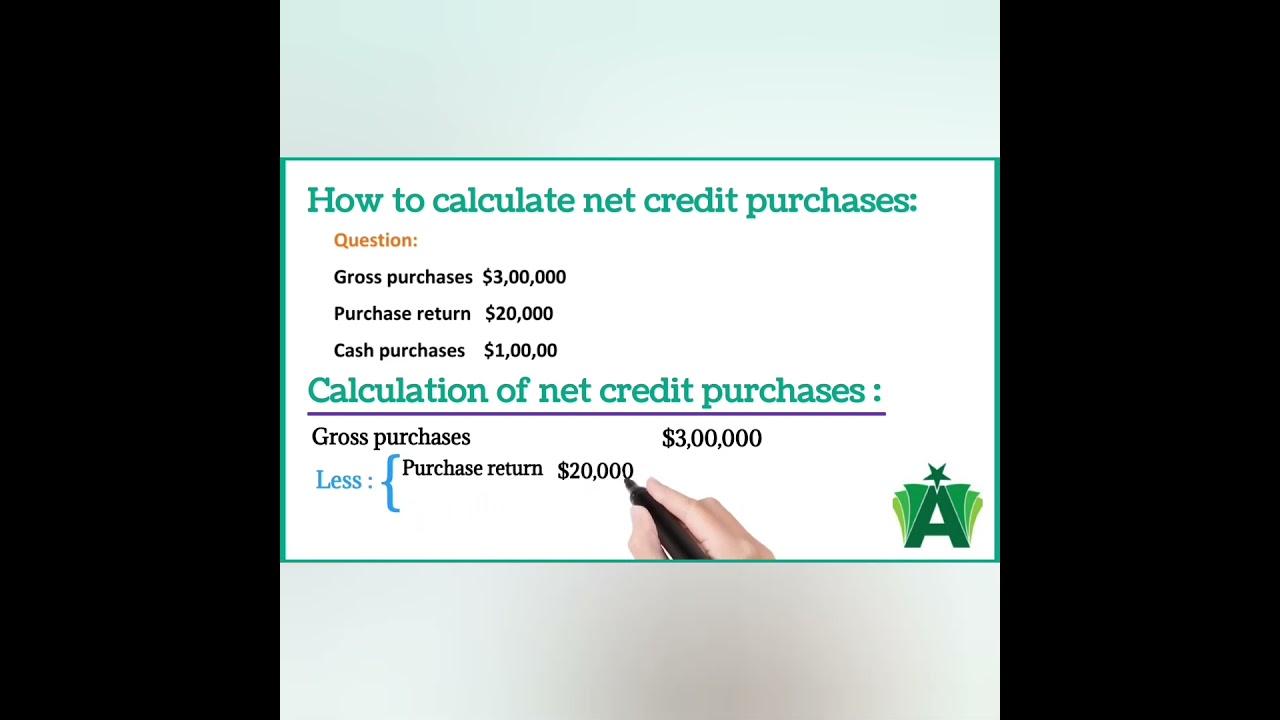 How to calculate net credit purchases:
Question:
Gross purchases $3,00,000
Purchase return $20,000
Cash purchases $1,00,00
Calculation of net credit purchases :
Gross purchases $3,00,000
Less : { Purchase return $20,000
A